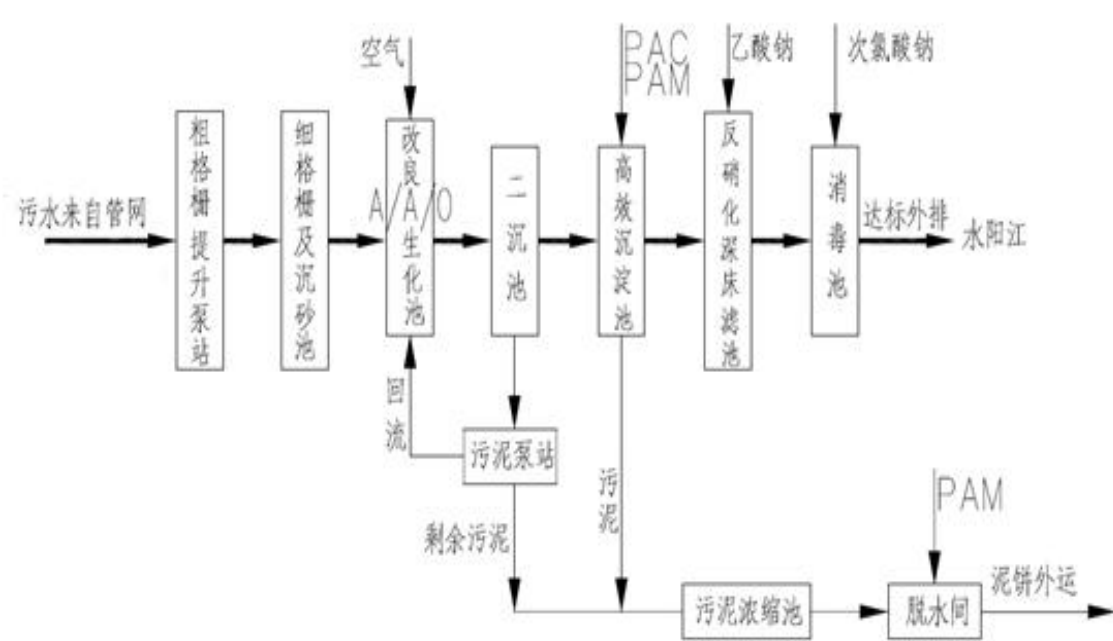 空气
PAC
PAM
乙酸钠
次氯酸钠
污水来自管网
粗格栅提升泵站
细格栅及沉砂池
改良A/A/O生化池
二沉池
高效沉淀池
反硝化深床滤池
消毒池
达标外排
水阳江
回流
污泥泵站
剩余污泥
污泥
PAM
污泥浓缩池
脱水间
泥饼外运